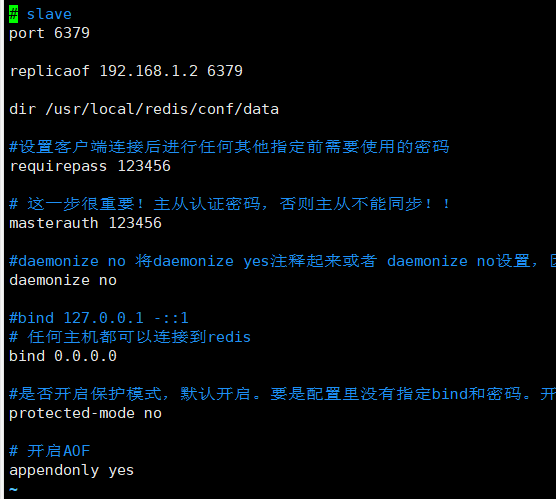 # slave
port 6379
replicaof 192.168.1.2 6379
dir /usr/local/redis/conf/data
#设置客户端连接后进行任何其他指定前需要使用的密码
requirepass 123456
# 这一步很重要！主从认证密码，否则主从不能同步！！
masterauth 123456
#daemonize no 将daemonize yes注释起来或者 daemonize no设置，
daemonize no
#bind 127.0.0.1 -::1
# 任何主机都可以连接到redis
bind 0.0.0.0
#是否开启保护模式，默认开启。要是配置里没有指定bind和密码。开
protected-mode no
# 开启AOF
appendonly yes
~